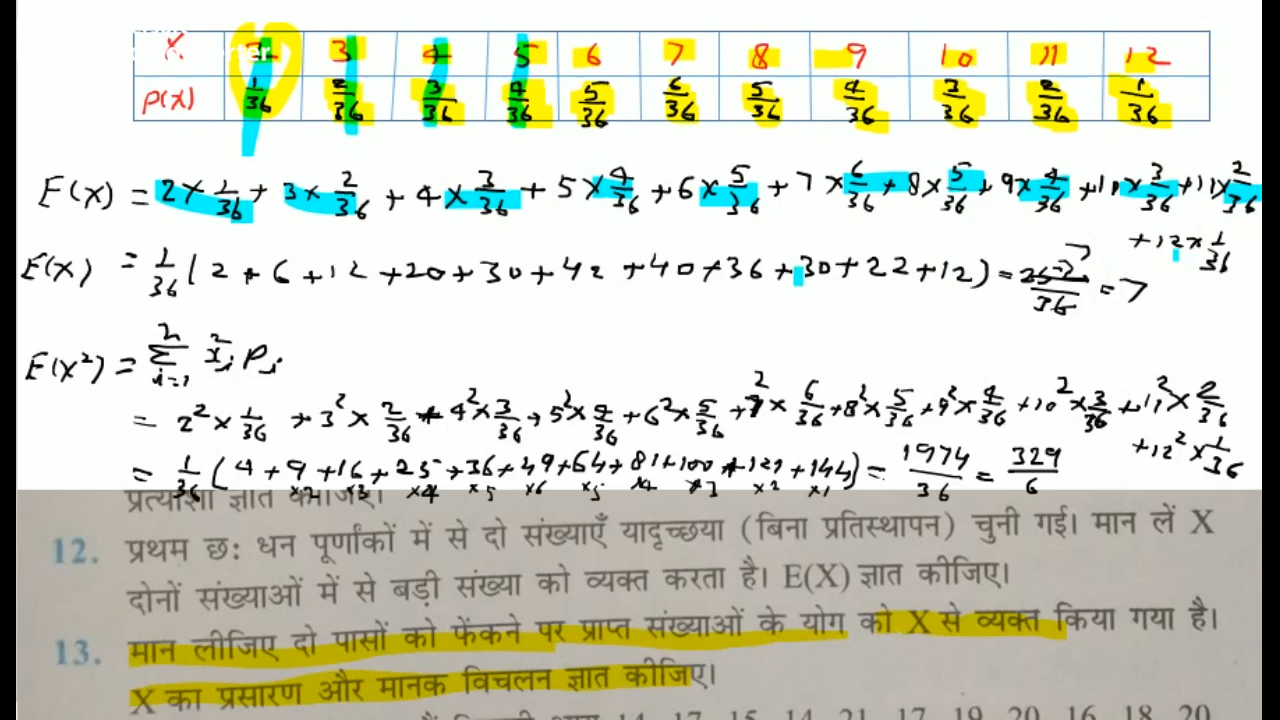 X 2 3 4 5 6 7 8 9 10 11 12
P(x) 1/36 2/36 3/36 4/36 5/36 6/36 5/36 4/36 3/36 2/36 1/36
E(X) = 2 × 1/36 + 3 × 2/36 + 4 × 3/36 + 5 × 4/36 + 6 × 5/36 + 7 × 6/36 + 8 × 5/36 + 9 × 4/36 + 10 × 3/36 + 11 × 2/36
+ 12 × 1/36
E(X) = 1/36 ( 2 + 6 + 12 + 20 + 30 + 42 + 40 + 36 + 30 + 22 + 12 ) = 252/36 = 7
E(X²) = Σ xᵢ² Pᵢ
= 2² × 1/36 + 3² × 2/36 + 4² × 3/36 + 5² × 4/36 + 6² × 5/36 + 7² × 6/36 + 8² × 5/36 + 9² × 4/36 + 10² × 3/36 + 11² × 2/36
+ 12² × 1/36
= 1/36 ( 4 + 9 + 16 + 25 + 36 + 49 + 64 + 81 + 100 + 121 + 144 ) = 1974/36 = 329/6
×2 ×3 ×4 ×5 ×6 ×5 ×4 ×3 ×2 ×1
प्रत्याशा ज्ञात कीजिए।
12. प्रथम छः धन पूर्णांकों में से दो संख्याएँ यादृच्छया (बिना प्रतिस्थापन) चुनी गई। मान लें X
दोनों संख्याओं में से बड़ी संख्या को व्यक्त करता है। E(X) ज्ञात कीजिए।
13. मान लीजिए दो पासों को फेंकने पर प्राप्त संख्याओं के योग को X से व्यक्त किया गया है।
X का प्रसारण और मानक विचलन ज्ञात कीजिए।